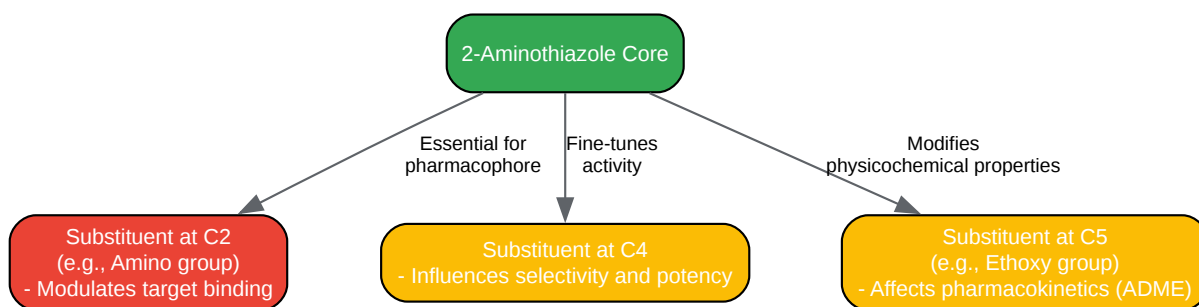 2-Aminothiazole Core
Essential for
pharmacophore
Fine-tunes
activity
Modifies
physicochemical properties
Substituent at C2
(e.g., Amino group)
- Modulates target binding
Substituent at C4
- Influences selectivity and potency
Substituent at C5
(e.g., Ethoxy group)
- Affects pharmacokinetics (ADME)